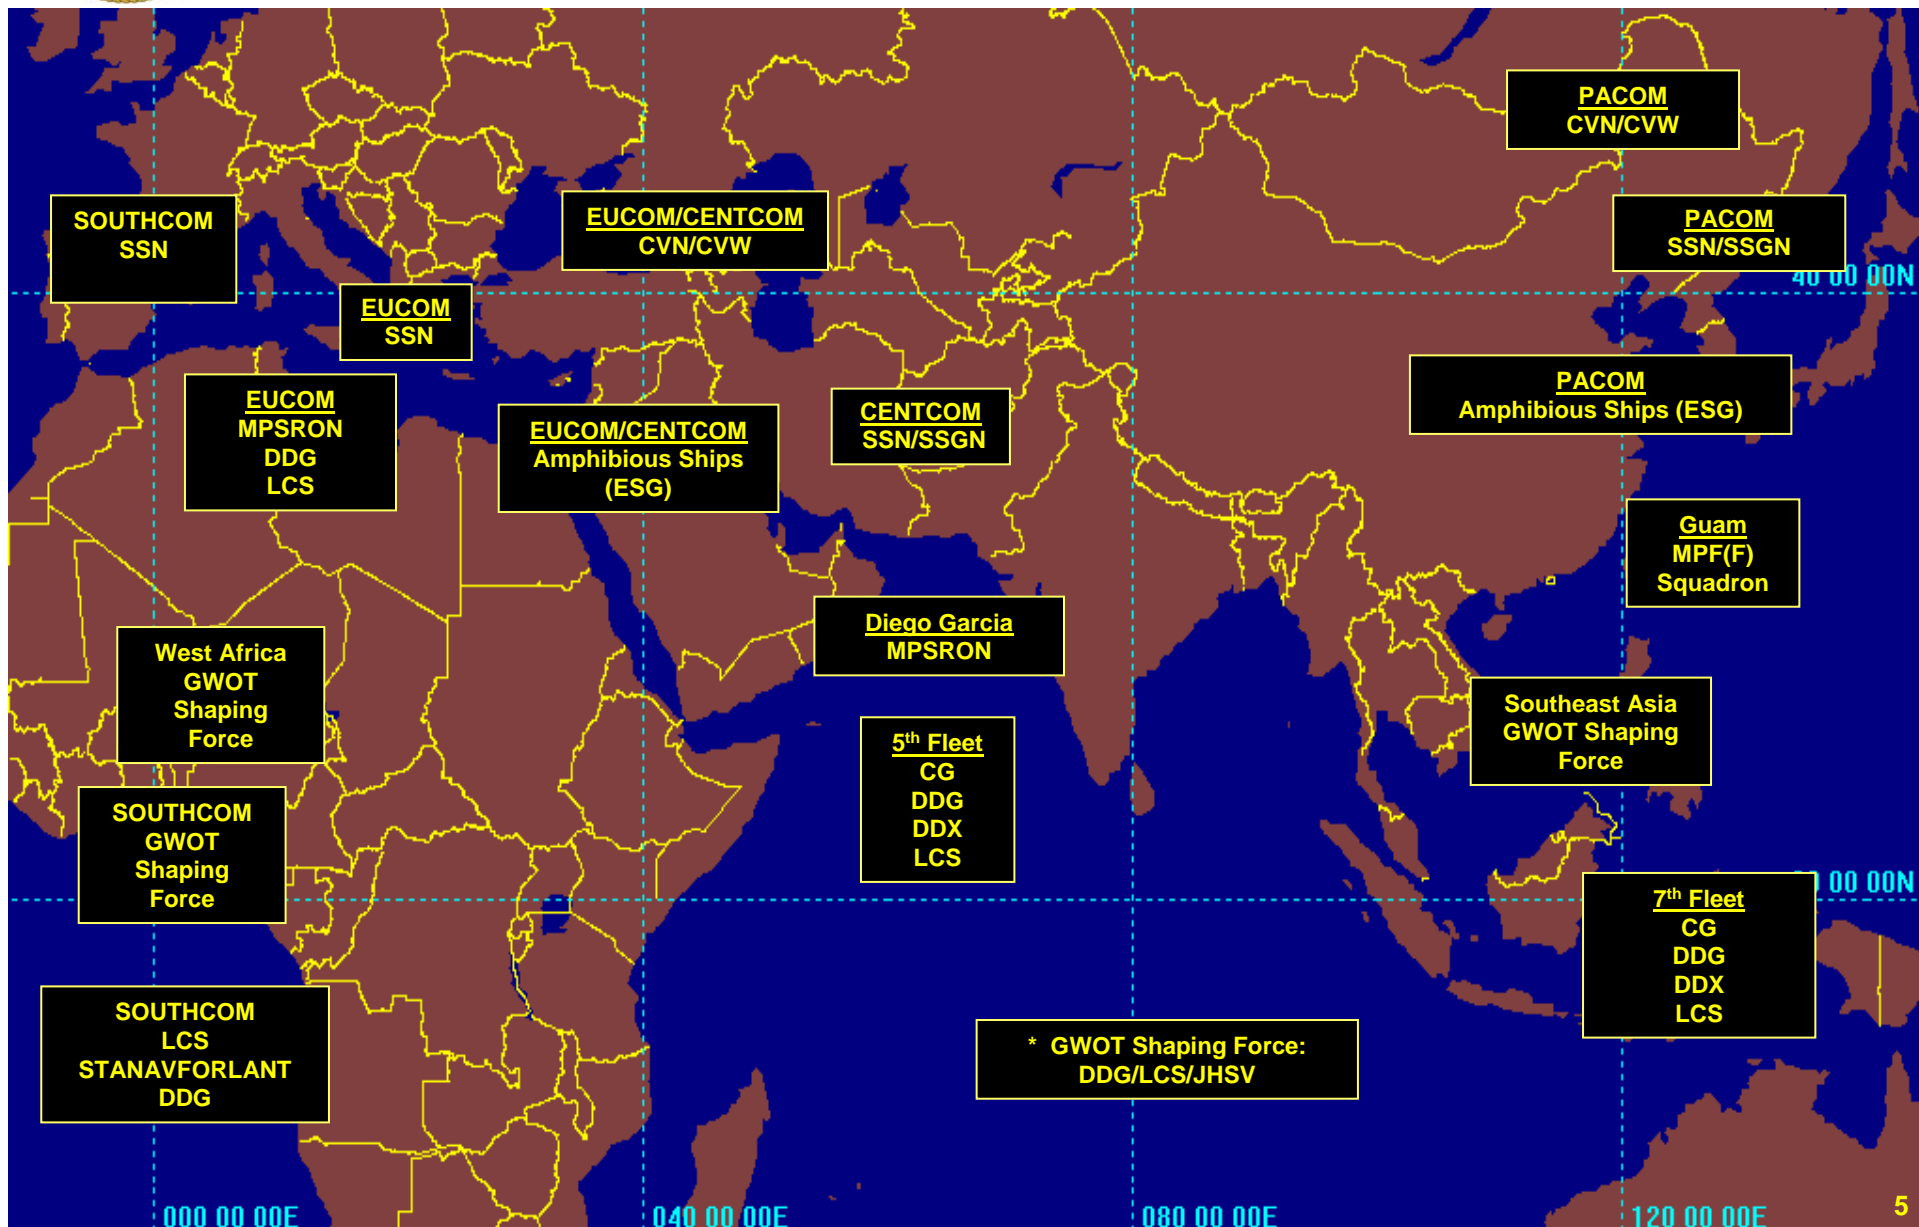 PACOM
CVN/CVW
SOUTHCOM
SSN
EUCOM/CENTCOM
CVN/CVW
PACOM
SSN/SSGN
40 00 00N
EUCOM
SSN
EUCOM
MPSRON
DDG
LCS
EUCOM/CENTCOM
Amphibious Ships
(ESG)
CENTCOM
SSN/SSGN
PACOM
Amphibious Ships (ESG)
Guam
MPF(F)
Squadron
Diego Garcia
MPSRON
West Africa
GWOT
Shaping
Force
5th Fleet
CG
DDG
DDX
LCS
Southeast Asia
GWOT Shaping
Force
SOUTHCOM
GWOT
Shaping
Force
00 00N
7th Fleet
CG
DDG
DDX
LCS
SOUTHCOM
LCS
STANAVFORLANT
DDG
* GWOT Shaping Force:
DDG/LCS/JHSV
000 00 00E
040 00 00E
080 00 00E
120 00 00E
5